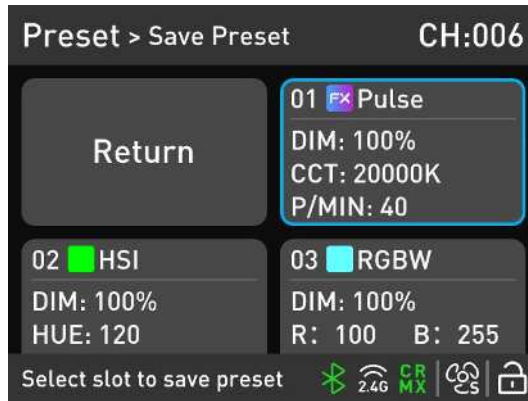 Preset > Save Preset CH:006
Return
01 FX Pulse
DIM: 100%
CCT: 20000K
P/MIN: 40
02 HSI
DIM: 100%
HUE: 120
03 RGBW
DIM: 100%
R: 100 B: 255
Select slot to save preset 2.4G CR MX S